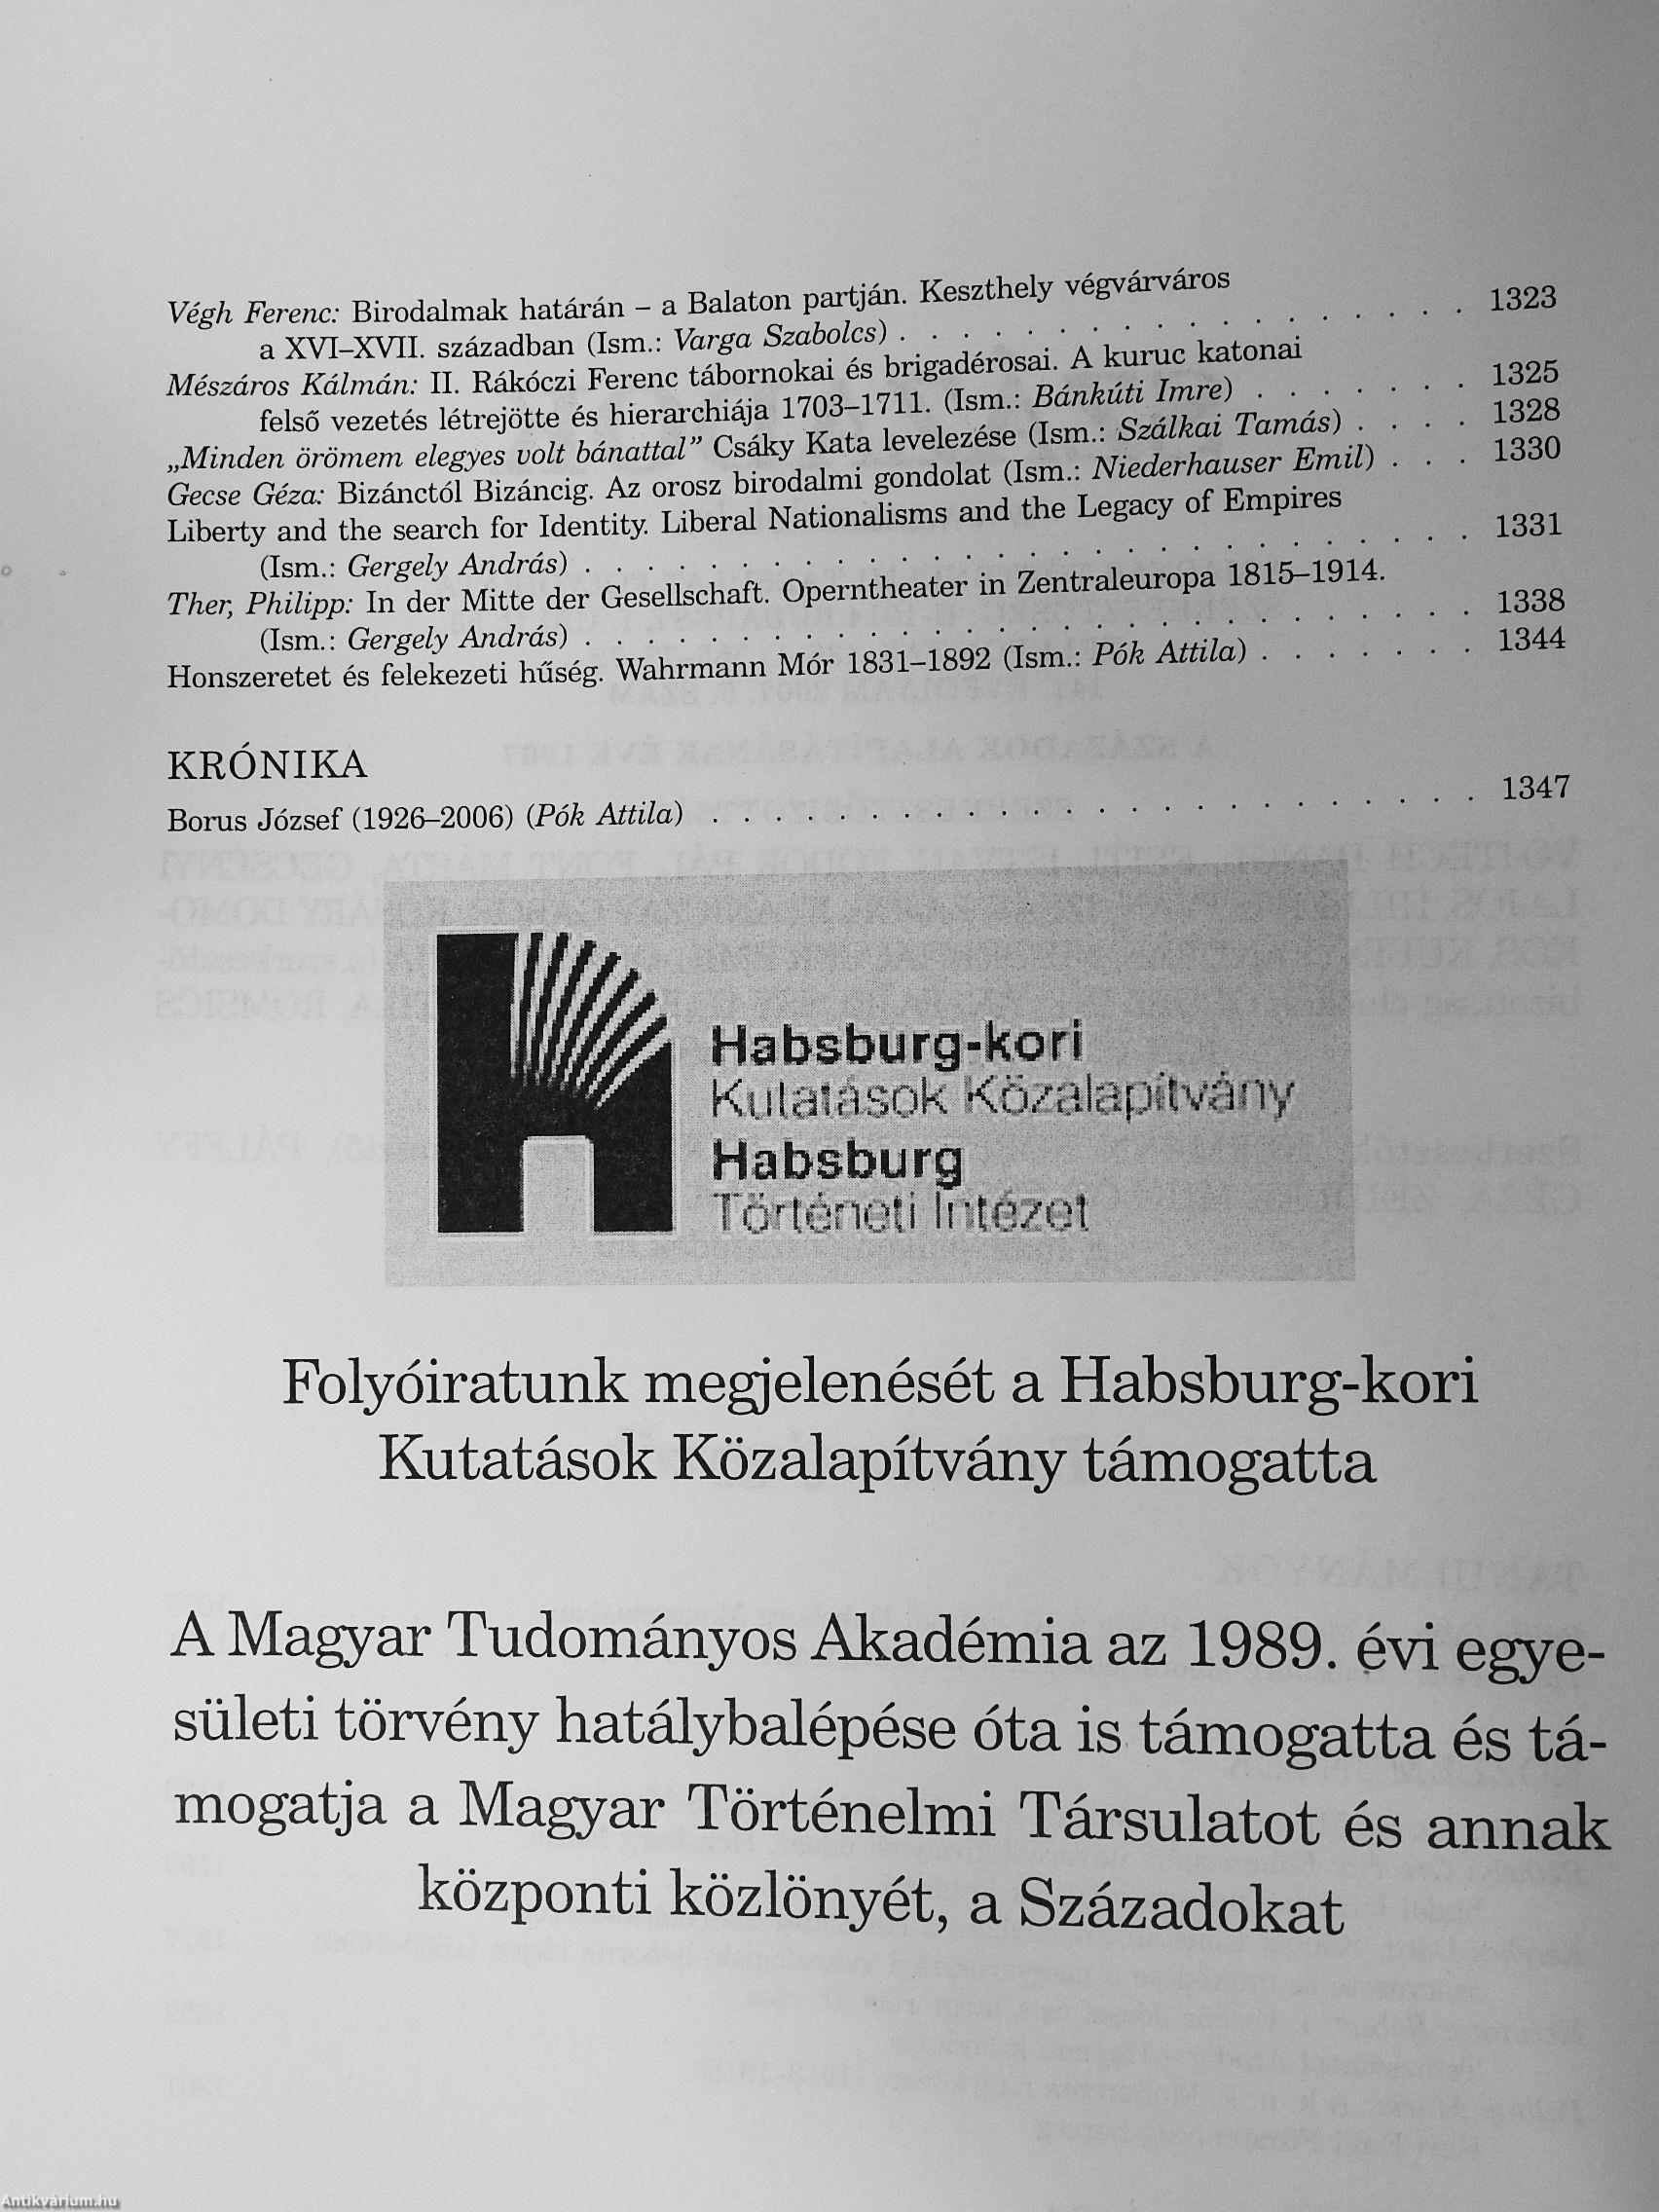 Végh Ferenc: Birodalmak határán – a Balaton partján. Keszthely végvárváros
a XVI–XVII. században (Ism.: Varga Szabolcs) . . . . . . . . . . . . . . . . . . 1323
Mészáros Kálmán: II. Rákóczi Ferenc tábornokai és brigadérosai. A kuruc katonai
felső vezetés létrejötte és hierarchiája 1703–1711. (Ism.: Bánkúti Imre) . . . . . . . 1325
„Minden örömem elegyes volt bánattal” Csáky Kata levelezése (Ism.: Szálkai Tamás) . . . . 1328
Gecse Géza: Bizánctól Bizáncig. Az orosz birodalmi gondolat (Ism.: Niederhauser Emil) . . . 1330
Liberty and the search for Identity. Liberal Nationalisms and the Legacy of Empires
(Ism.: Gergely András) . . . . . . . . . . . . . . . . . . . . . . . . . . . . 1331
Ther, Philipp: In der Mitte der Gesellschaft. Operntheater in Zentraleuropa 1815–1914.
(Ism.: Gergely András) . . . . . . . . . . . . . . . . . . . . . . . . . . . . 1338
Honszeretet és felekezeti hűség. Wahrmann Mór 1831–1892 (Ism.: Pók Attila) . . . . . . . 1344
KRÓNIKA
Borus József (1926–2006) (Pók Attila) . . . . . . . . . . . . . . . . . . . . . . . . 1347
Habsburg-kori
Kutatások Közalapítvány
Habsburg
Történeti Intézet
Folyóiratunk megjelenését a Habsburg-kori
Kutatások Közalapítvány támogatta
A Magyar Tudományos Akadémia az 1989. évi egye-
sületi törvény hatálybalépése óta is támogatta és tá-
mogatja a Magyar Történelmi Társulatot és annak
központi közlönyét, a Századokat
Antikvárium.hu